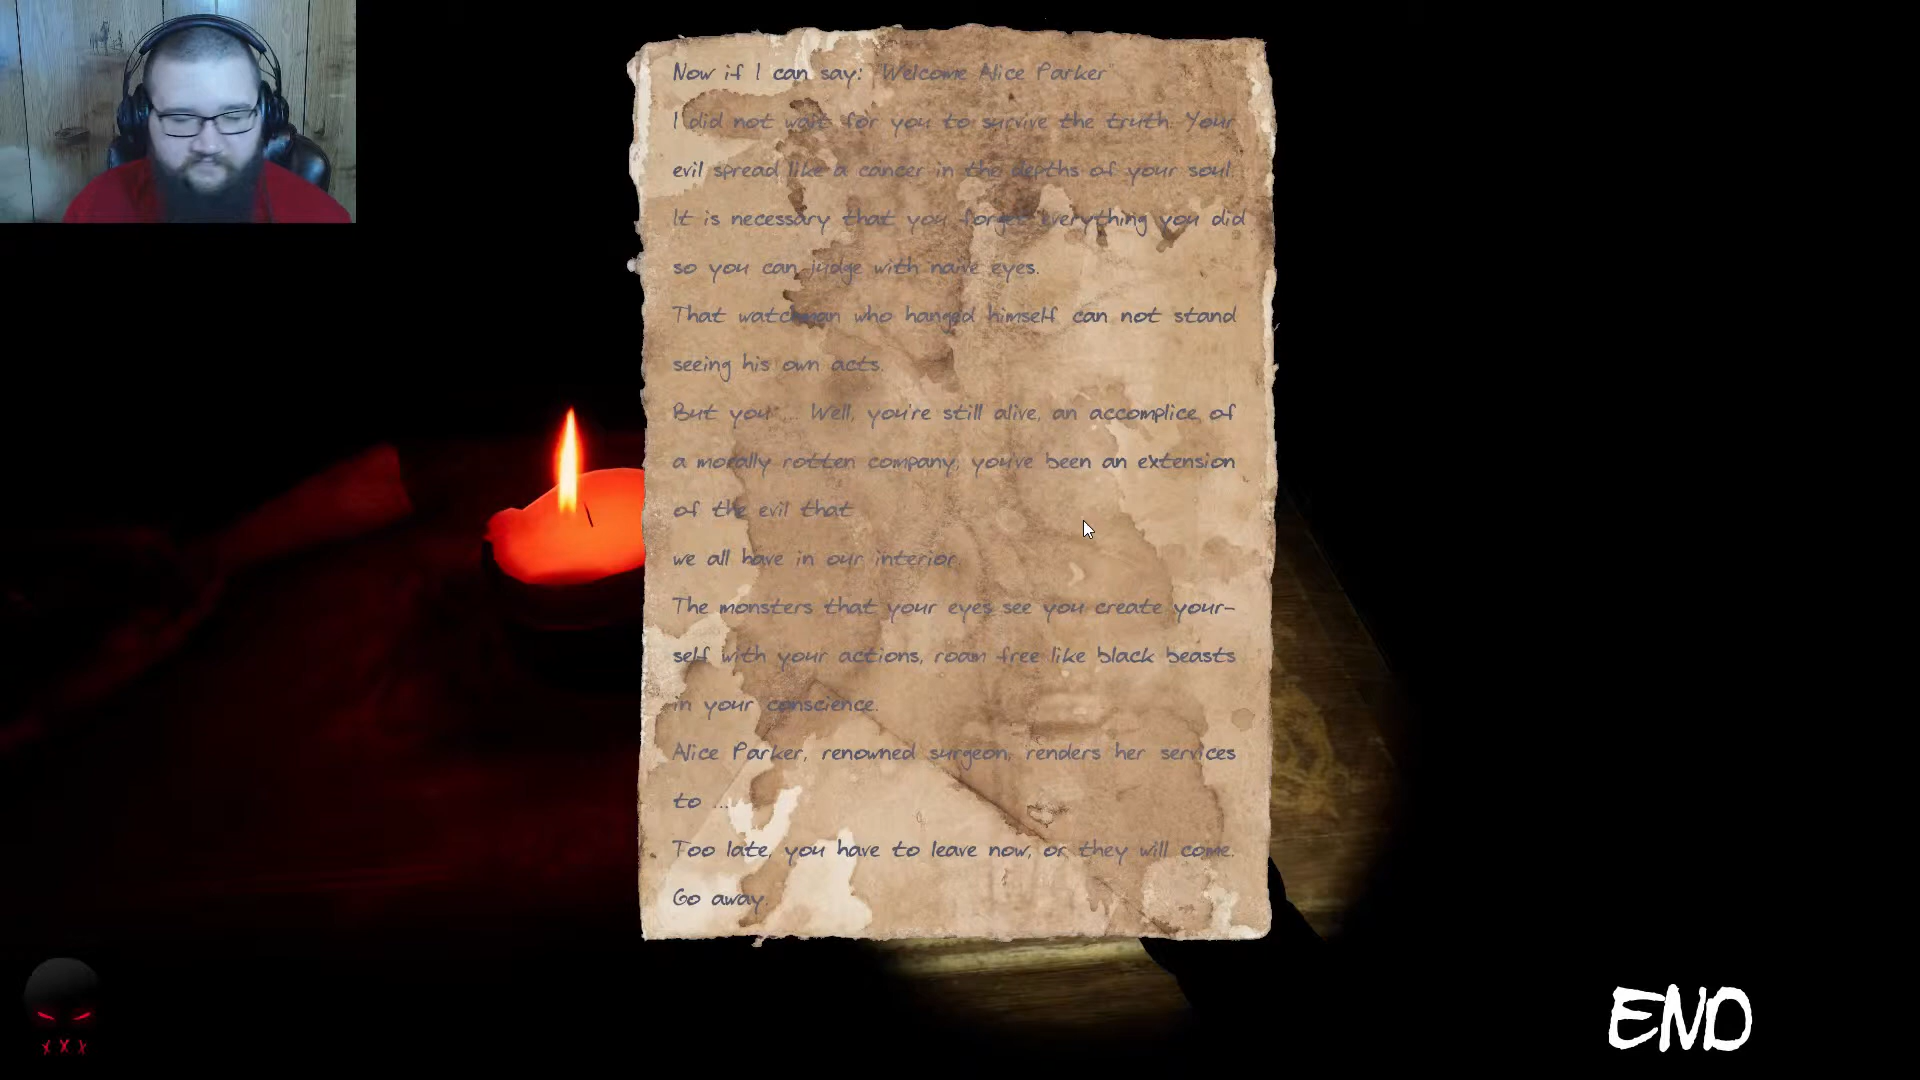 Now if I can say: "Welcome Alice Parker"
I did not wait for you to survive the truth. Your
evil spread like a cancer in the depths of your soul.
It is necessary that you forget everything you did
so you can judge with naive eyes.
That watchman who hanged himself can not stand
seeing his own acts.
But you ... Well, you're still alive, an accomplice of
a morally rotten company, you've been an extension
of the evil that
we all have in our interior
The monsters that your eyes see you create your-
self with your actions, roam free like black beasts
in your conscience.
Alice Parker, renowned surgeon, renders her services
to ...
Too late, you have to leave now, or they will come.
Go away.
END
XXX